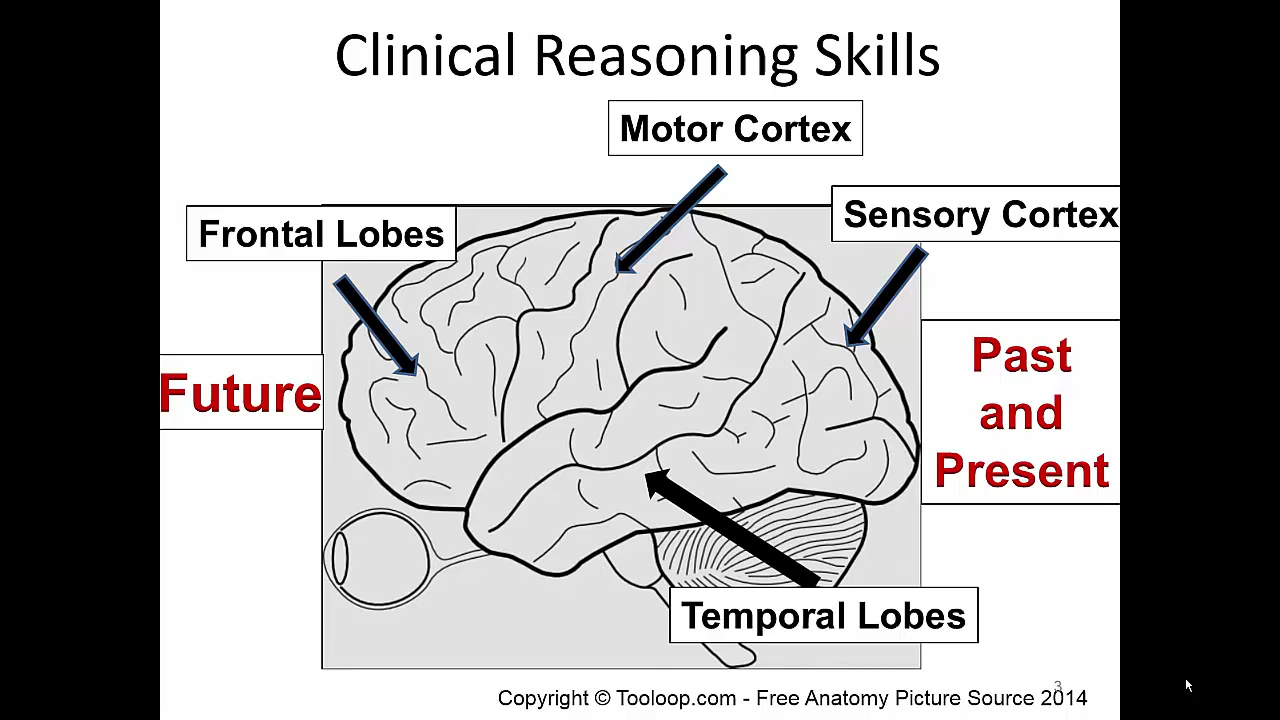 Clinical Reasoning Skills
Motor Cortex
Sensory Cortex
Frontal Lobes
Future
Past
and
Present
Temporal Lobes
3
Copyright © Tooloop.com - Free Anatomy Picture Source 2014